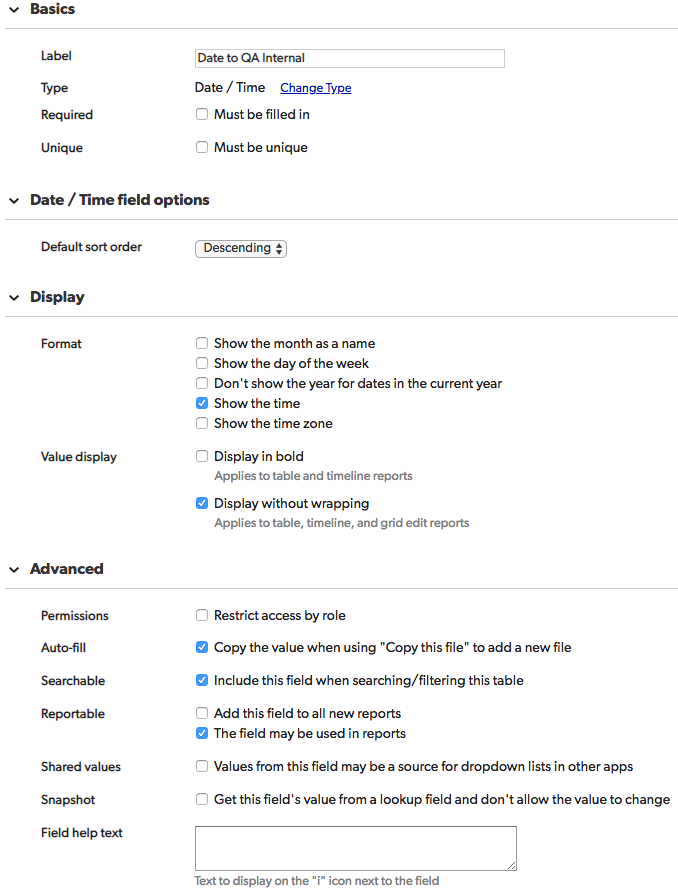 Basics
Label Date to QA Internal
Type Date / Time Change Type
Required Must be filled in
Unique Must be unique
Date / Time field options
Default sort order Descending
Display
Format Show the month as a name
Show the day of the week
Don't show the year for dates in the current year
Show the time
Show the time zone
Value display Display in bold
Applies to table and timeline reports
Display without wrapping
Applies to table, timeline, and grid edit reports
Advanced
Permissions Restrict access by role
Auto-fill Copy the value when using "Copy this file" to add a new file
Searchable Include this field when searching/filtering this table
Reportable Add this field to all new reports
The field may be used in reports
Shared values Values from this field may be a source for dropdown lists in other apps
Snapshot Get this field's value from a lookup field and don't allow the value to change
Field help text
Text to display on the "i" icon next to the field